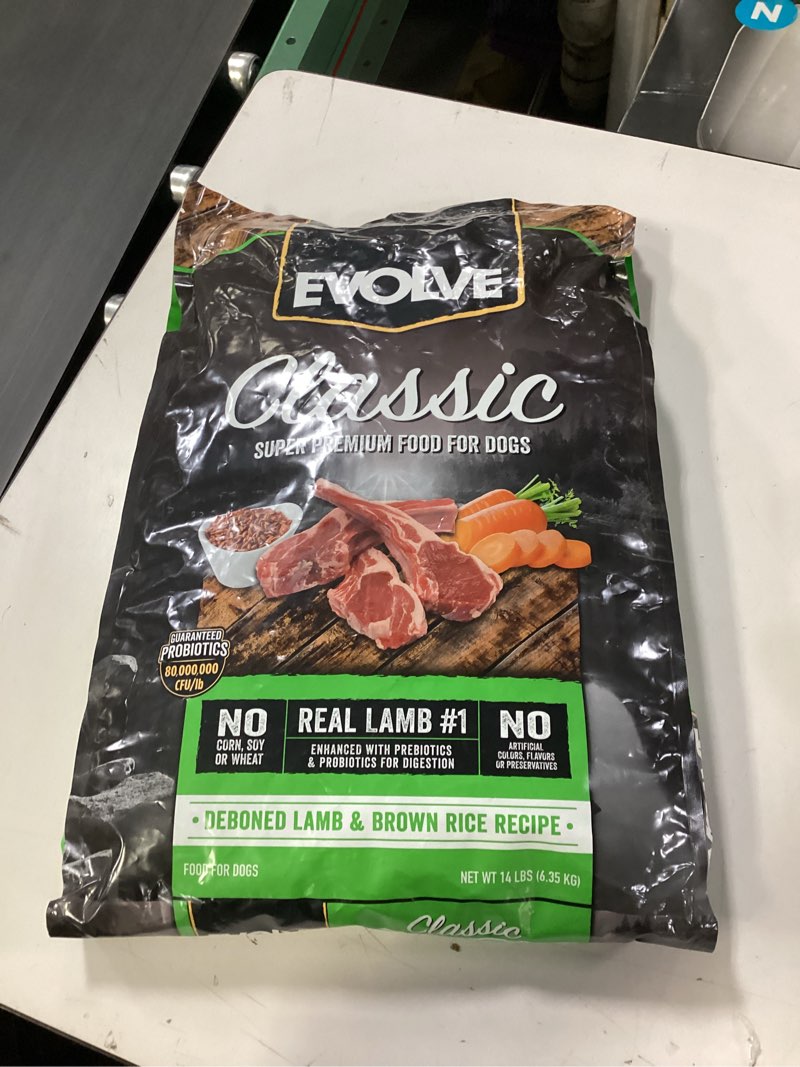 N
EVOLVE
Classic
SUPER PREMIUM FOOD FOR DOGS
GUARANTEED
PROBIOTICS
80,000,000
CFU/lb
NO
CORN, SOY
OR WHEAT
REAL LAMB #1
ENHANCED WITH PREBIOTICS
& PROBIOTICS FOR DIGESTION
NO
ARTIFICIAL
COLORS, FLAVORS
OR PRESERVATIVES
• DEBONED LAMB & BROWN RICE RECIPE •
FOOD FOR DOGS
NET WT 14 LBS (6.35 KG)
Classic